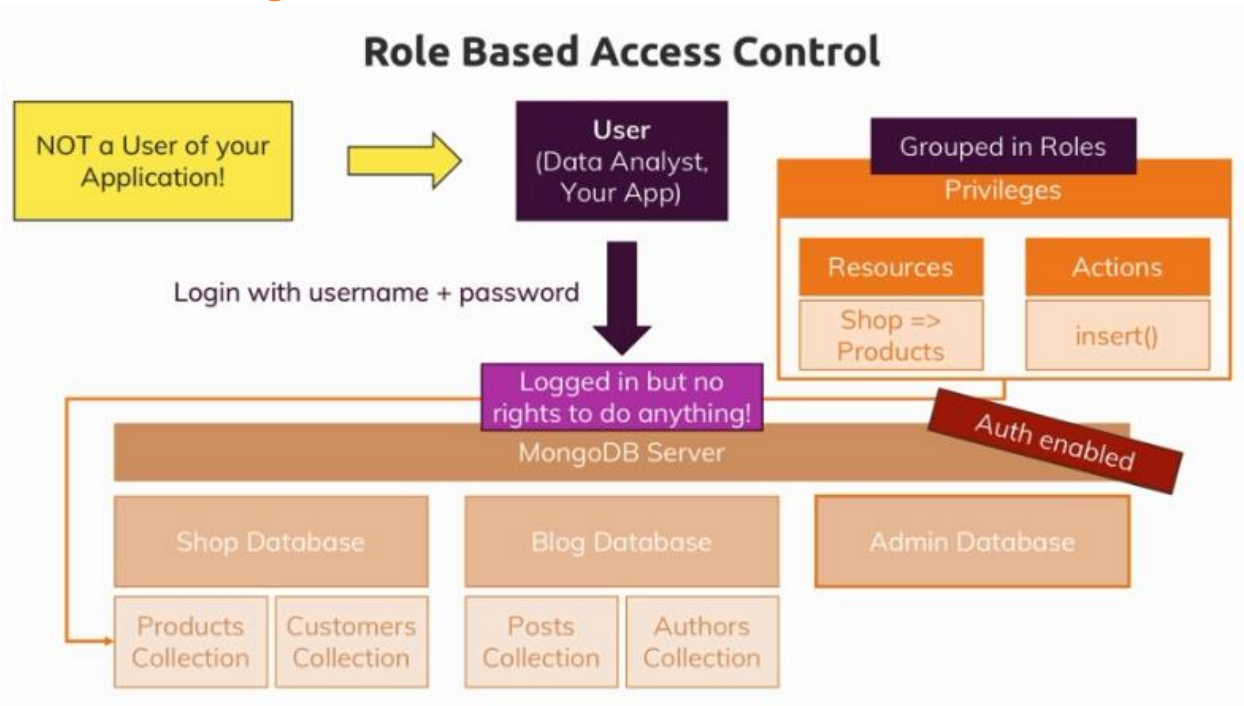 Role Based Access Control
NOT a User of your
Application!
User
(Data Analyst,
Your App)
Grouped in Roles
Privileges
Resources
Actions
Shop =>
Products
insert()
Login with username + password
Logged in but no
rights to do anything!
Auth enabled
MongoDB Server
Shop Database
Blog Database
Admin Database
Products
Collection
Customers
Collection
Posts
Collection
Authors
Collection